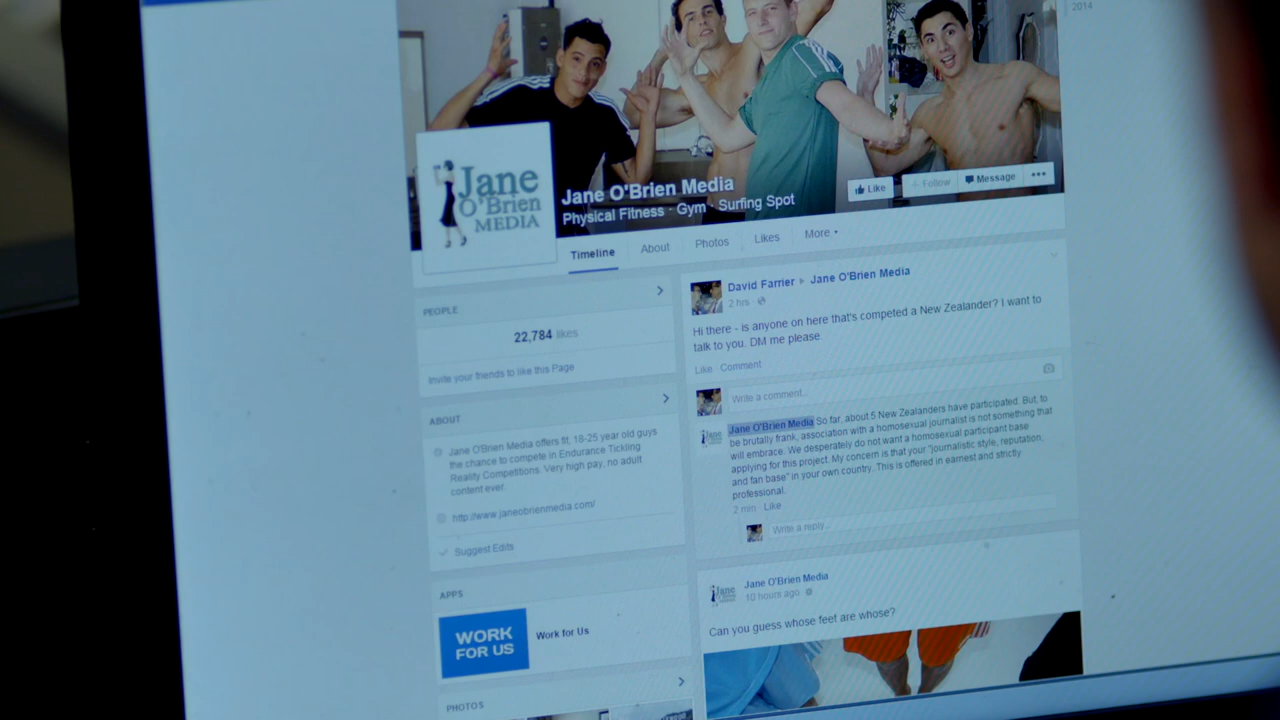 2014
Jane
O'Brien
MEDIA
Jane O'Brien Media
Physical Fitness · Gym · Surfing Spot
Like
Follow
Message
Timeline
About
Photos
Likes
More
PEOPLE
22,784 likes
Invite your friends to like this Page
ABOUT
Jane O'Brien Media offers fit, 18-25 year old guys
the chance to compete in Endurance Tickling
Reality Competitions. Very high pay, no adult
content ever.
http://www.janeobrienmedia.com/
Suggest Edits
APPS
WORK
FOR US
Work for Us
PHOTOS
David Farrier ▸ Jane O'Brien Media
2 hrs ·
Hi there - is anyone on here that's competed a New Zealander? I want to
talk to you. DM me please.
Like Comment
Write a comment...
Jane O'Brien Media So far, about 5 New Zealanders have participated. But, to
be brutally frank, association with a homosexual journalist is not something that
will embrace. We desperately do not want a homosexual participant base
applying for this project. My concern is that your "journalistic style, reputation,
and fan base" in your own country. This is offered in earnest and strictly
professional.
2 min Like
Write a reply...
Jane
Jane O'Brien Media
10 hours ago
Can you guess whose feet are whose?